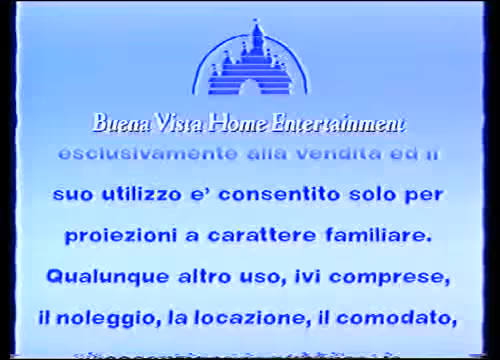 Buena Vista Home Entertainment
esclusivamente alla vendita ed il
suo utilizzo e' consentito solo per
proiezioni a carattere familiare.
Qualunque altro uso, ivi comprese,
il noleggio, la locazione, il comodato,